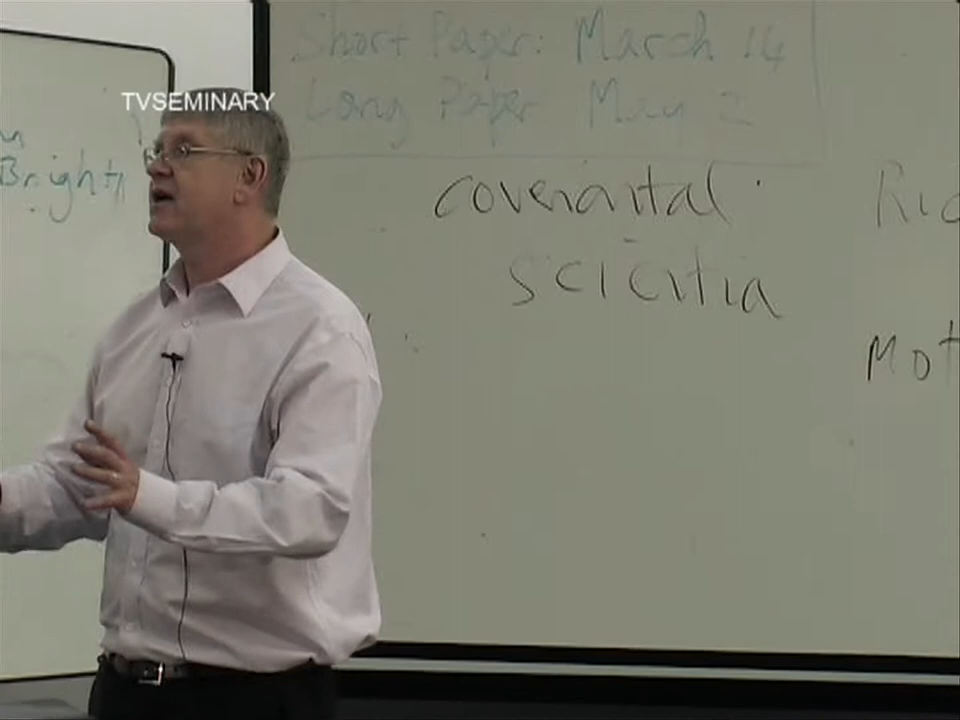 Short Paper: March 14
Long Paper May 2
TVSEMINARY
Bright
covenantal
scientia
Mot